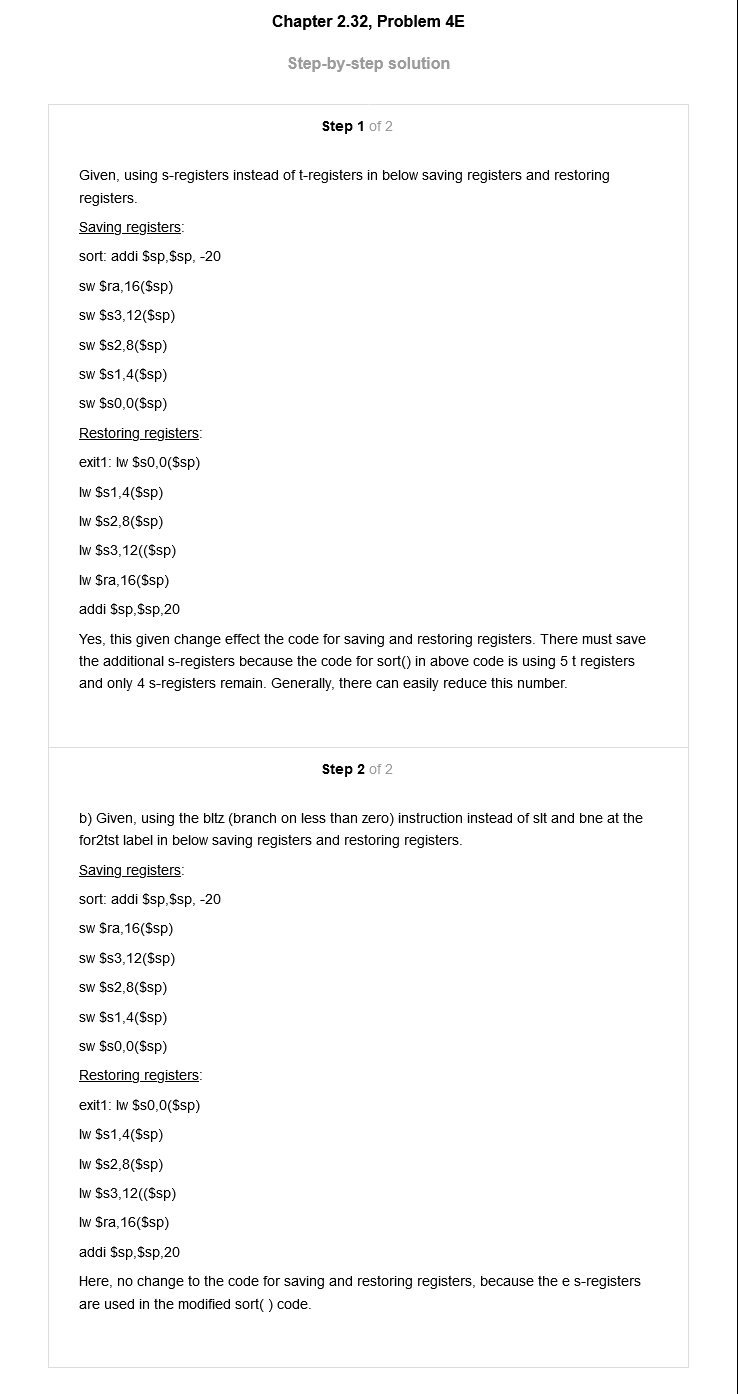 Chapter 2.32, Problem 4E
Step-by-step solution
Step 1 of 2
Given, using s-registers instead of t-registers in below saving registers and restoring
registers.
Saving registers:
sort: addi $sp,$sp, -20
sw $ra,16($sp)
sw $s3,12($sp)
sw $s2,8($sp)
sw $s1,4($sp)
sw $s0,0($sp)
Restoring registers:
exit1: lw $s0,0($sp)
lw $s1,4($sp)
lw $s2,8($sp)
lw $s3,12(($sp)
lw $ra,16($sp)
addi $sp,$sp,20
Yes, this given change effect the code for saving and restoring registers. There must save
the additional s-registers because the code for sort() in above code is using 5 t registers
and only 4 s-registers remain. Generally, there can easily reduce this number.
Step 2 of 2
b) Given, using the bltz (branch on less than zero) instruction instead of slt and bne at the
for2tst label in below saving registers and restoring registers.
Saving registers:
sort: addi $sp,$sp, -20
sw $ra,16($sp)
sw $s3,12($sp)
sw $s2,8($sp)
sw $s1,4($sp)
sw $s0,0($sp)
Restoring registers:
exit1: lw $s0,0($sp)
lw $s1,4($sp)
lw $s2,8($sp)
lw $s3,12(($sp)
lw $ra,16($sp)
addi $sp,$sp,20
Here, no change to the code for saving and restoring registers, because the e s-registers
are used in the modified sort( ) code.